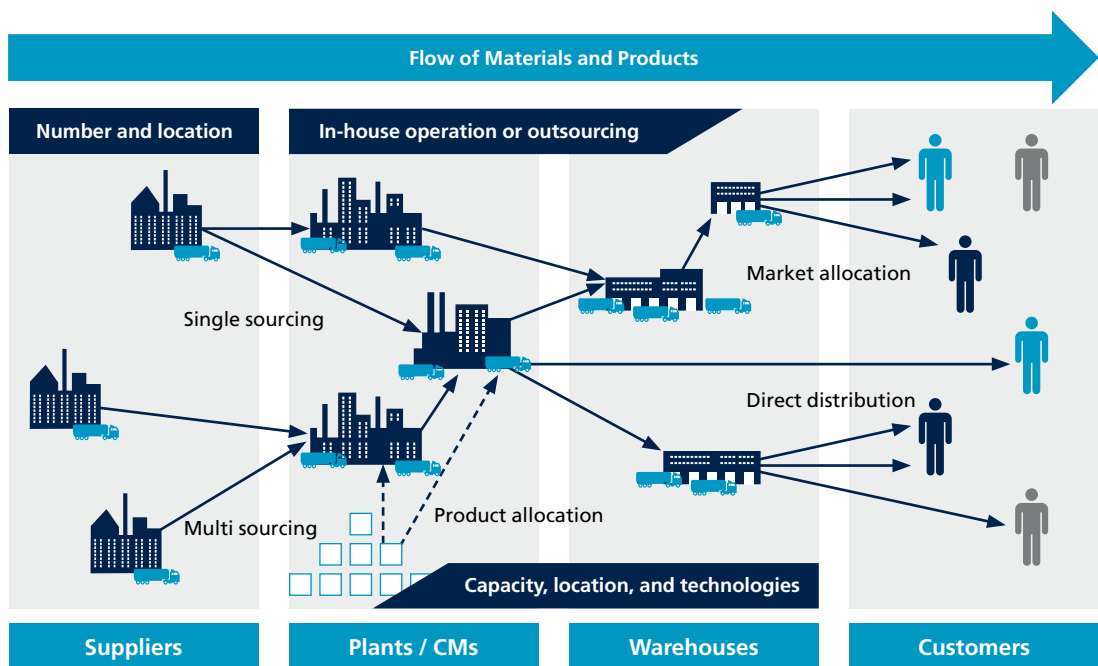 Flow of Materials and Products
Number and location
In-house operation or outsourcing
Market allocation
Single sourcing
Direct distribution
Product allocation
Multi sourcing
Capacity, location, and technologies
Suppliers
Plants / CMs
Warehouses
Customers